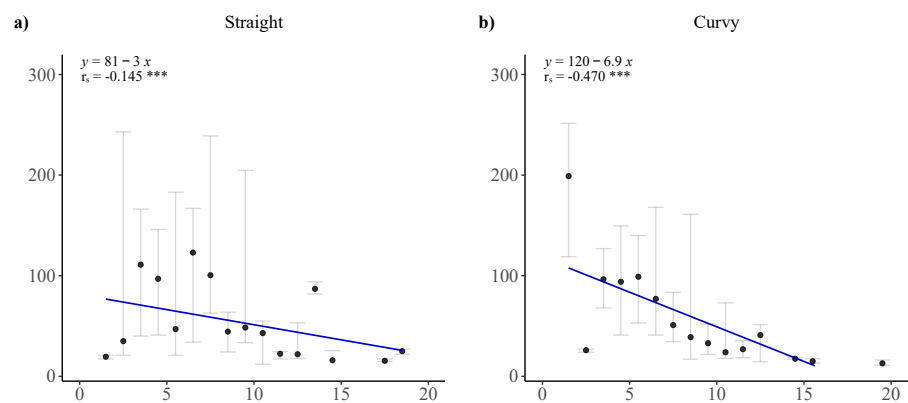 a) Straight
y = 81 − 3 x
rs = -0.145 ***
300
200
100
0
0 5 10 15 20
b) Curvy
y = 120 − 6.9 x
rs = -0.470 ***
300
200
100
0
0 5 10 15 20